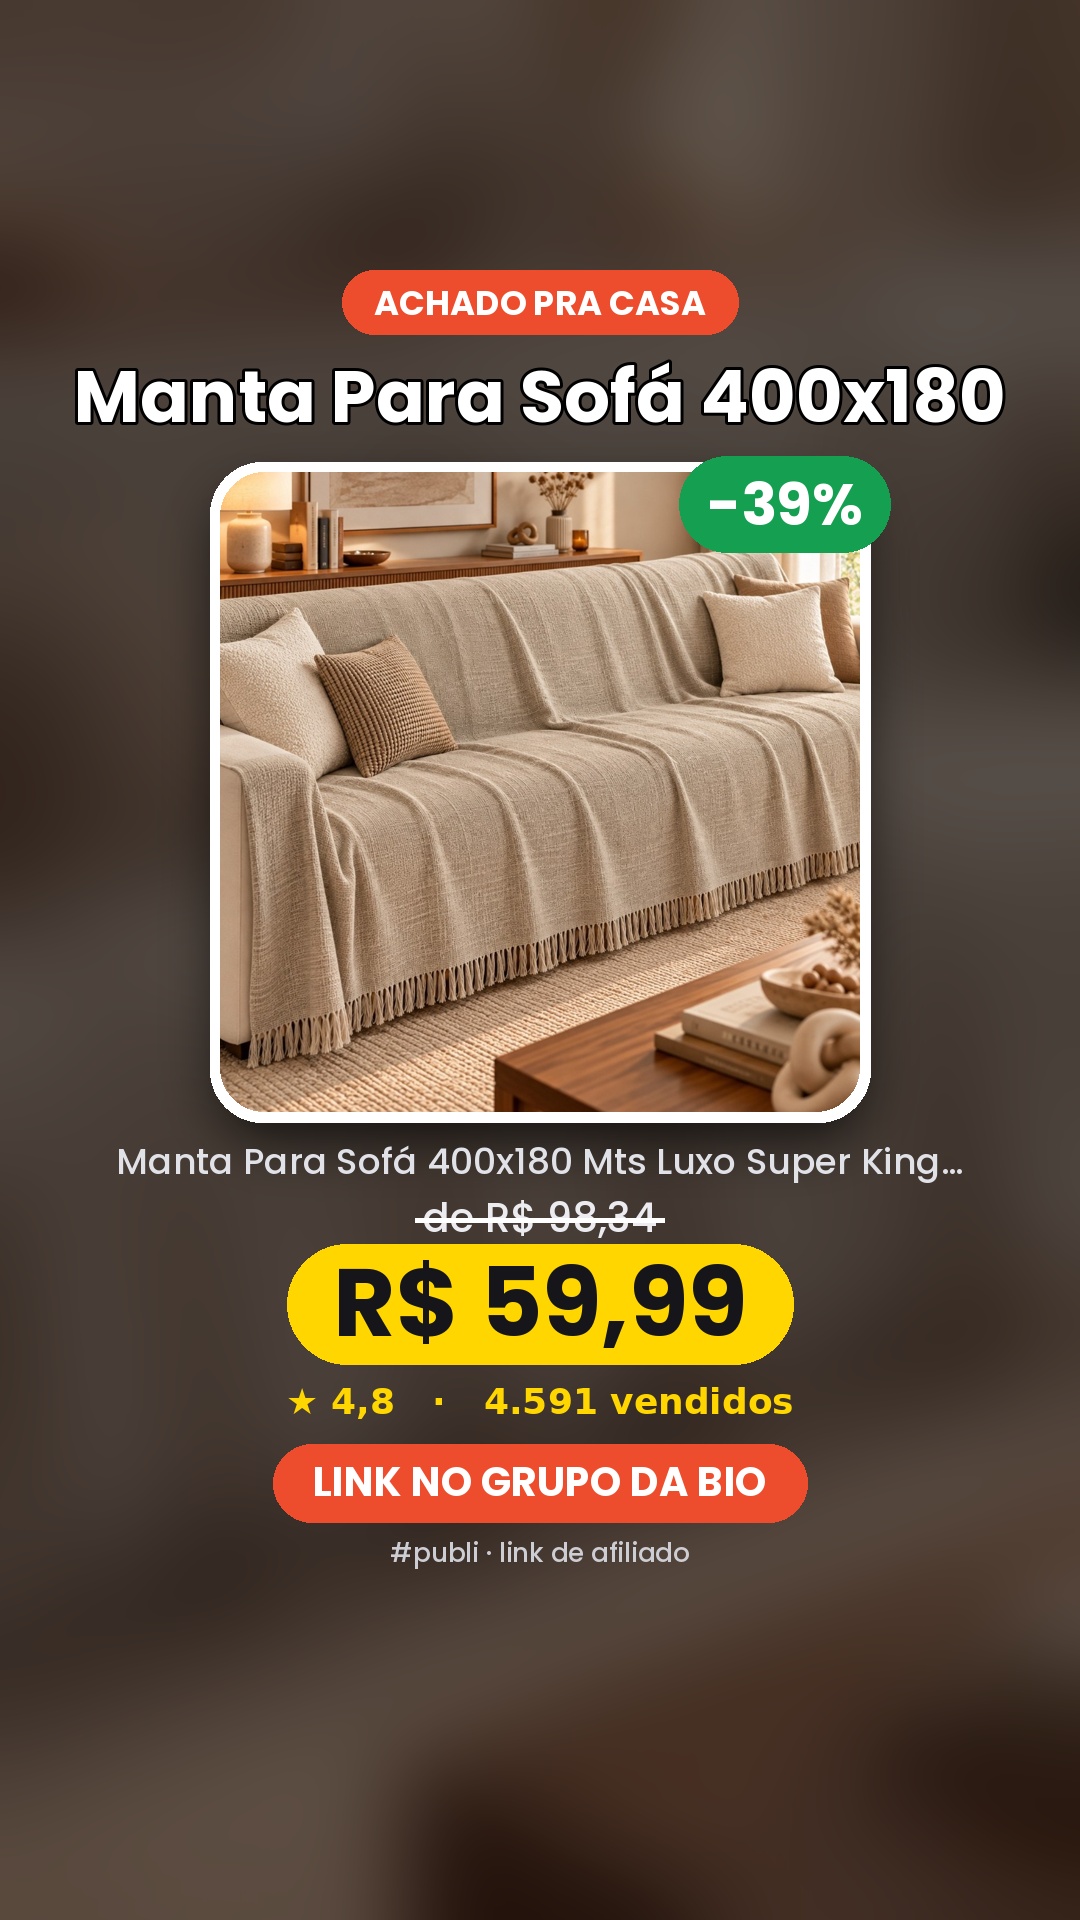 ACHADO PRA CASA
Manta Para Sofá 400x180
-39%
Manta Para Sofá 400x180 Mts Luxo Super King...
de R$ 98,34
R$ 59,99
★ 4,8 · 4.591 vendidos
LINK NO GRUPO DA BIO
#publi · link de afiliado